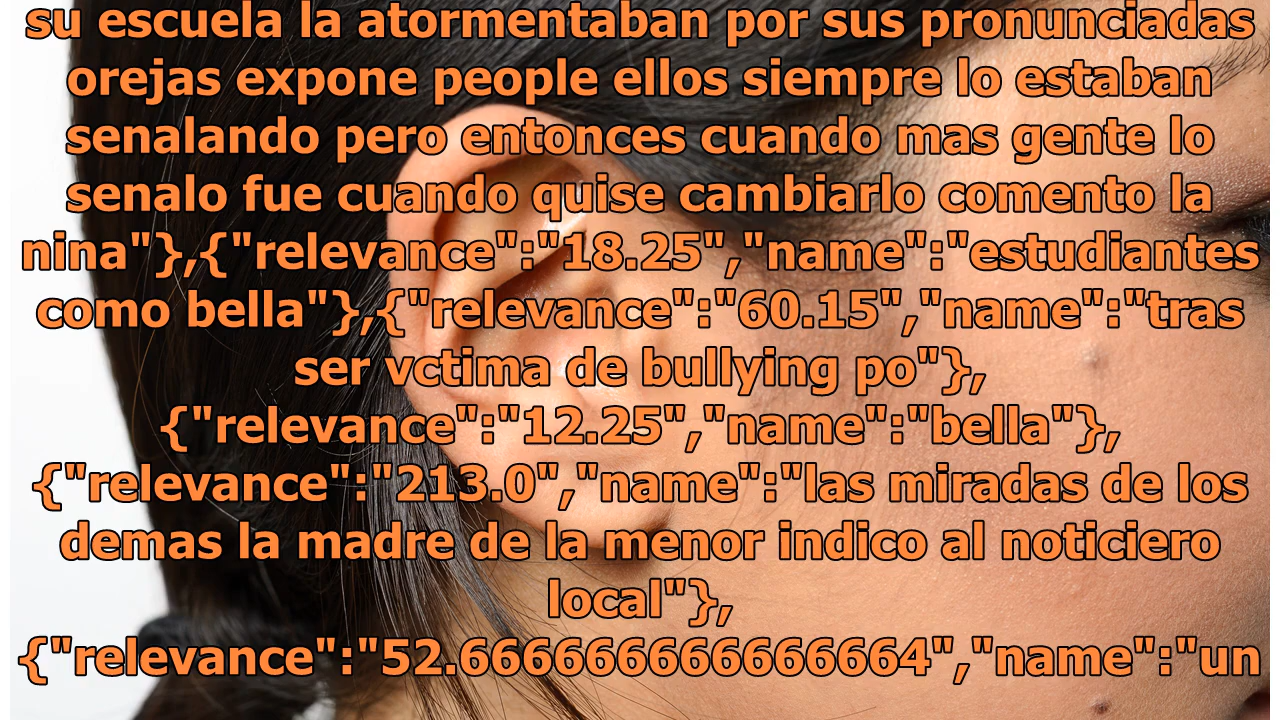 su escuela la atormentaban por sus pronunciadas
orejas expone people ellos siempre lo estaban
senalando pero entonces cuando mas gente lo
senalo fue cuando quise cambiarlo comento la
nina"},{"relevance":"18.25","name":"estudiantes
como bella"},{"relevance":"60.15","name":"tras
ser vctima de bullying po"},
{"relevance":"12.25","name":"bella"},
{"relevance":"213.0","name":"las miradas de los
demas la madre de la menor indico al noticiero
local"},
{"relevance":"52.666666666666664","name":"un